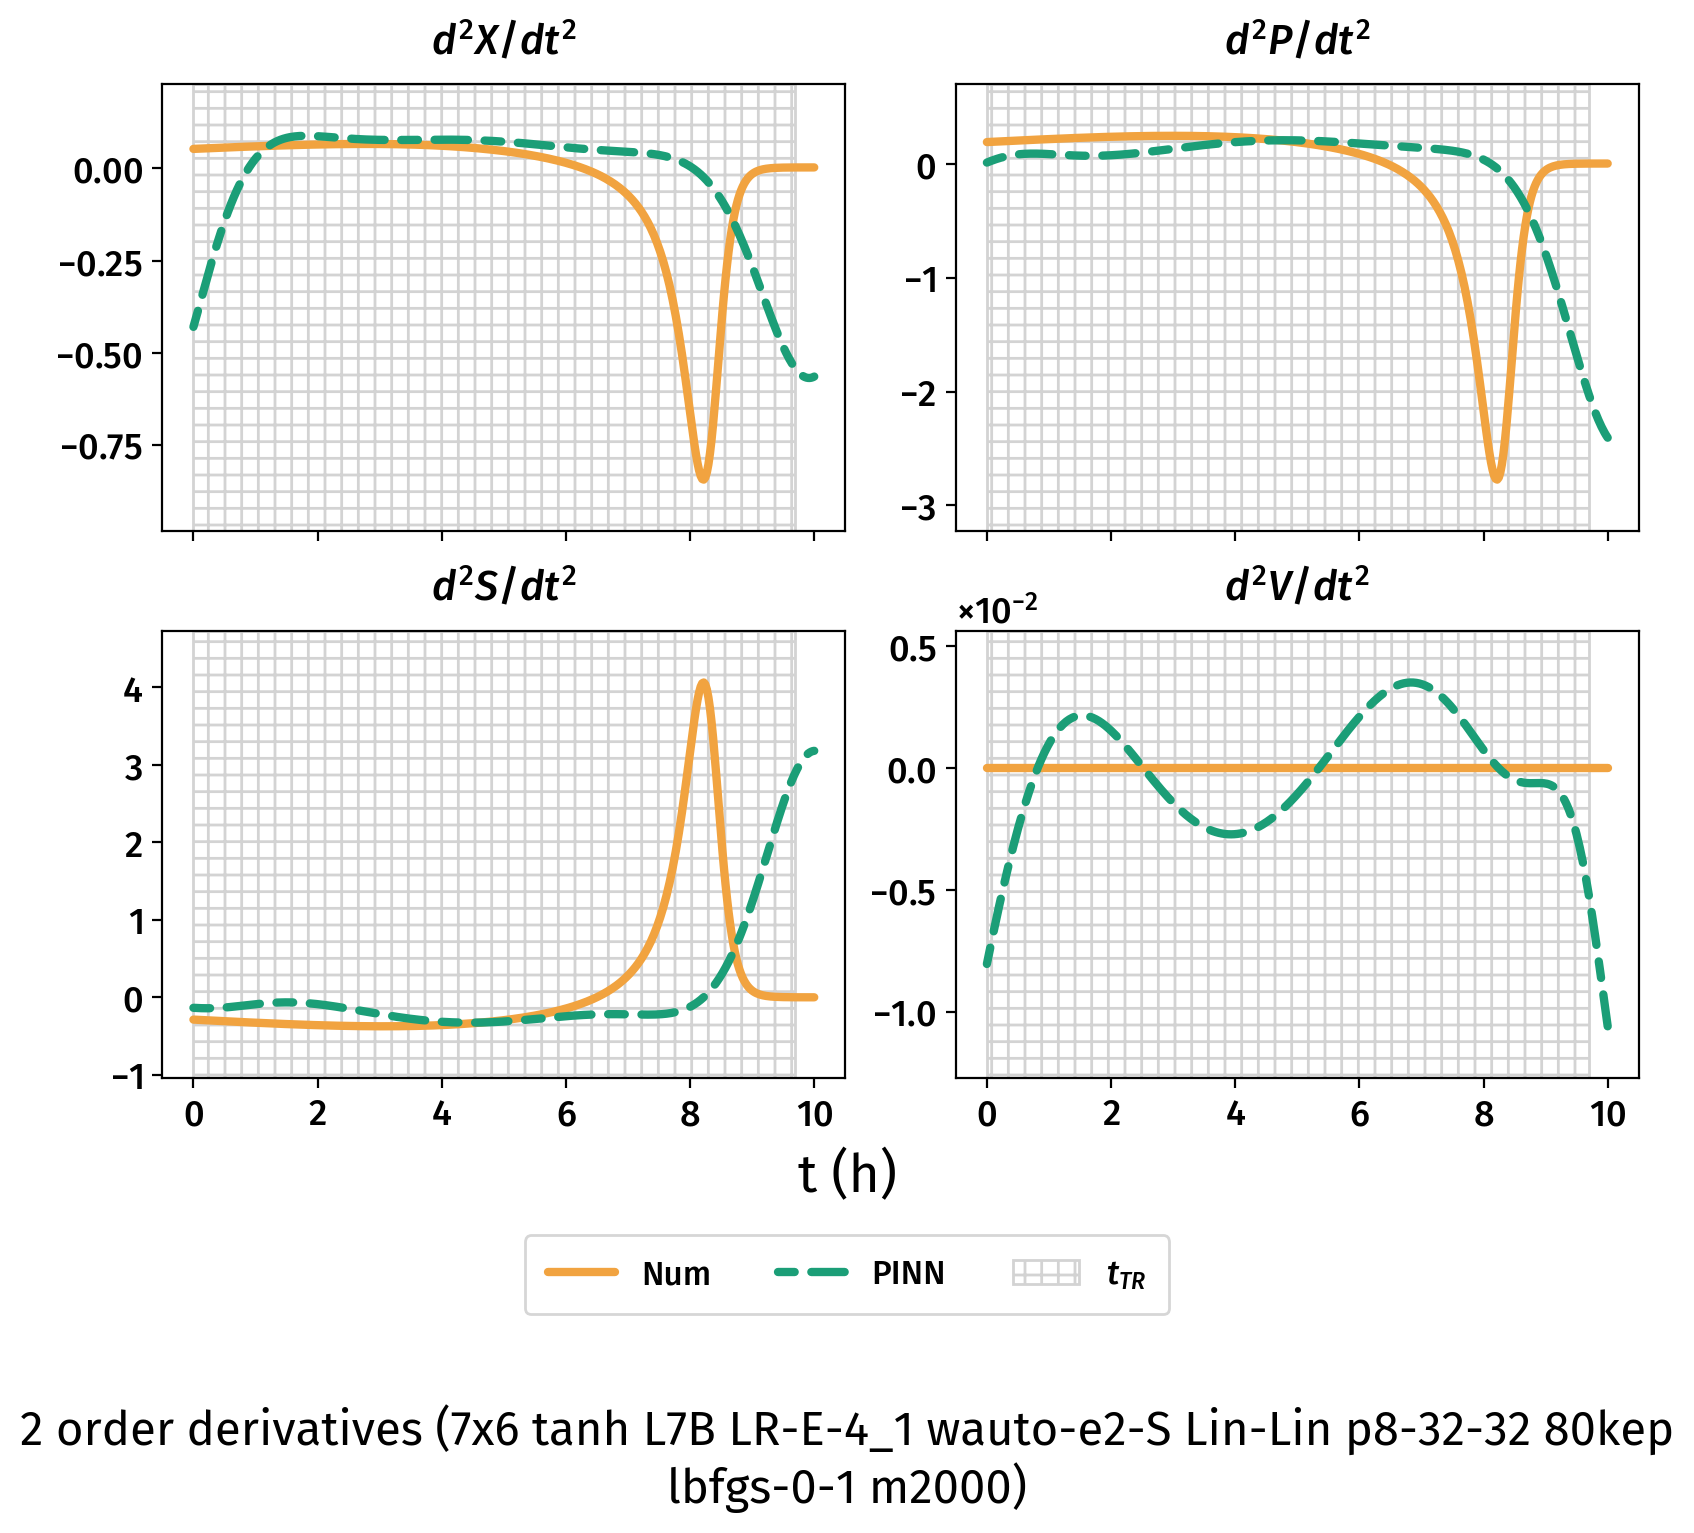 d²X/dt²
d²P/dt²
0.00
−0.25
−0.50
−0.75
0
−1
−2
−3
d²S/dt²
d²V/dt²
×10⁻²
4
3
2
1
0
−1
0.5
0.0
−0.5
−1.0
0 2 4 6 8 10
0 2 4 6 8 10
t (h)
Num PINN t_TR
2 order derivatives (7x6 tanh L7B LR-E-4_1 wauto-e2-S Lin-Lin p8-32-32 80kep
lbfgs-0-1 m2000)